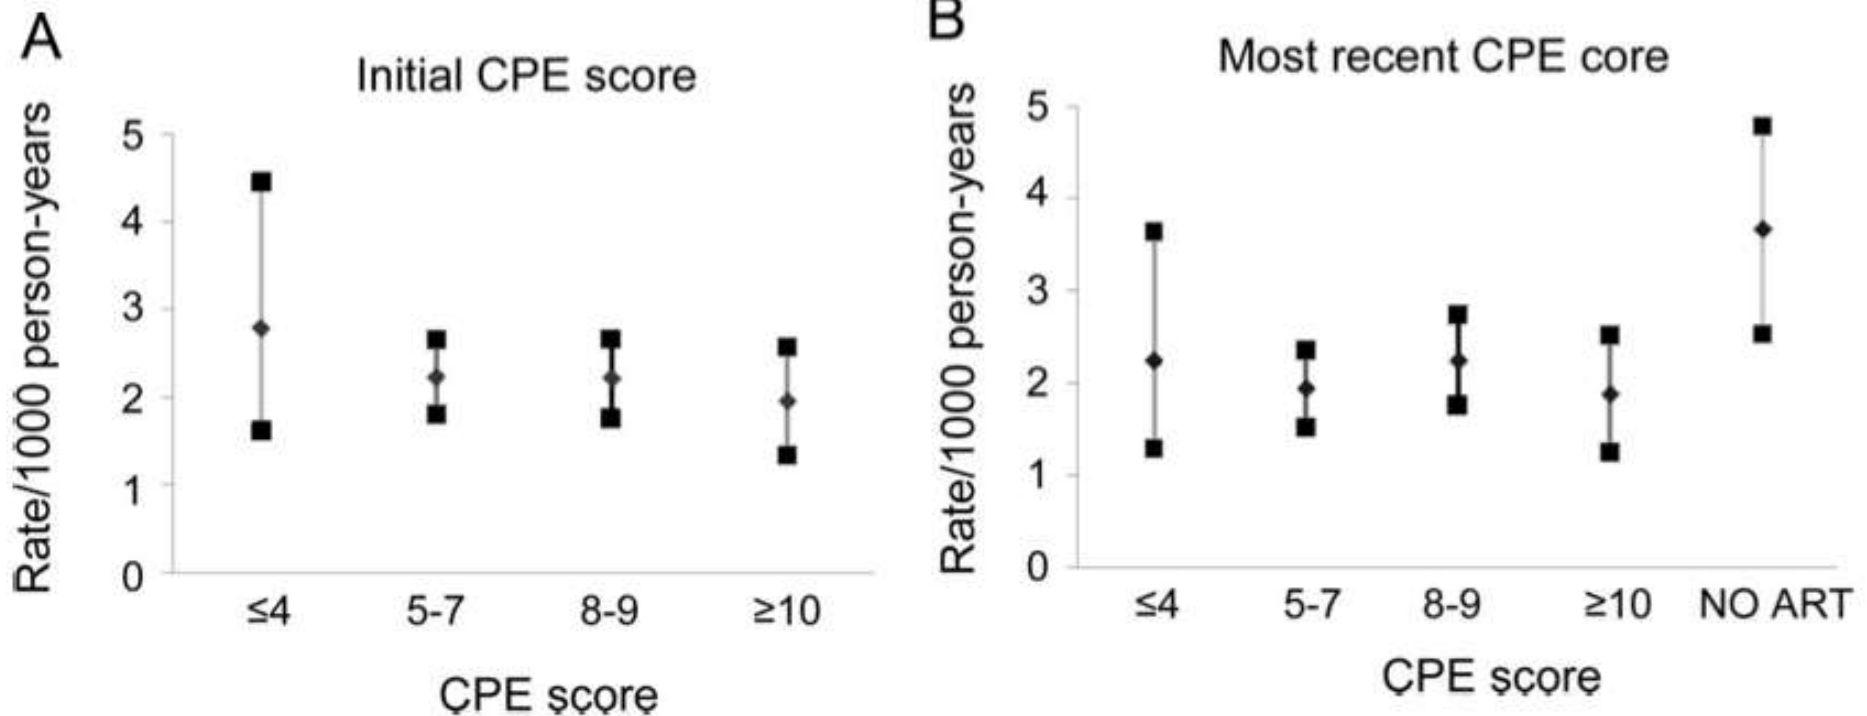 A
Initial CPE score
Rate/1000 person-years
5
4
3
2
1
0
≤4 5-7 8-9 ≥10
CPE score
B
Most recent CPE core
Rate/1000 person-years
5
4
3
2
1
0
≤4 5-7 8-9 ≥10 NO ART
CPE score